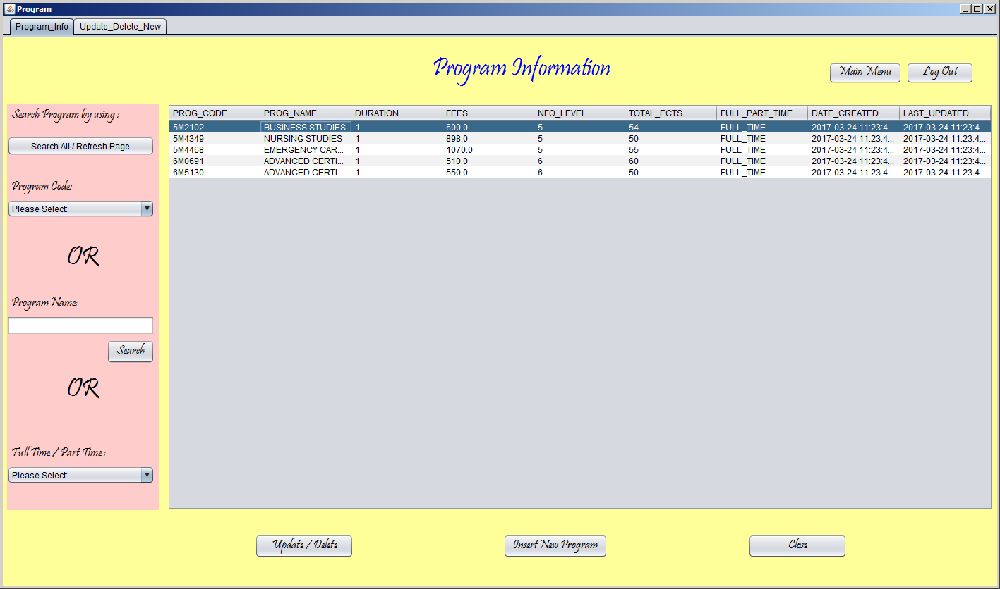 Program
Program_Info Update_Delete_New
Program Information
Main Menu Log Out
Search Program by using :
Search All / Refresh Page
Program Code:
Please Select:
OR
Program Name:
Search
OR
Full Time / Part Time :
Please Select:
PROG_CODE PROG_NAME DURATION FEES NFQ_LEVEL TOTAL_ECTS FULL_PART_TIME DATE_CREATED LAST_UPDATED
5M2102 BUSINESS STUDIES 1 600.0 5 54 FULL_TIME 2017-03-24 11:23:4... 2017-03-24 11:23:4...
5M4349 NURSING STUDIES 1 898.0 5 50 FULL_TIME 2017-03-24 11:23:4... 2017-03-24 11:23:4...
5M4468 EMERGENCY CAR... 1 1070.0 5 55 FULL_TIME 2017-03-24 11:23:4... 2017-03-24 11:23:4...
6M0691 ADVANCED CERTI... 1 510.0 6 60 FULL_TIME 2017-03-24 11:23:4... 2017-03-24 11:23:4...
6M5130 ADVANCED CERTI... 1 550.0 6 50 FULL_TIME 2017-03-24 11:23:4... 2017-03-24 11:23:4...
Update / Delete Insert New Program Close